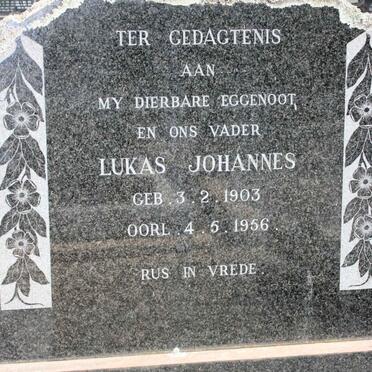 TER GEDAGTENIS
AAN
MY DIERBARE EGGENOOT,
EN ONS VADER
LUKAS JOHANNES
GEB. 3. 2. 1903
OORL. 4. 5. 1956.
RUS IN VREDE.